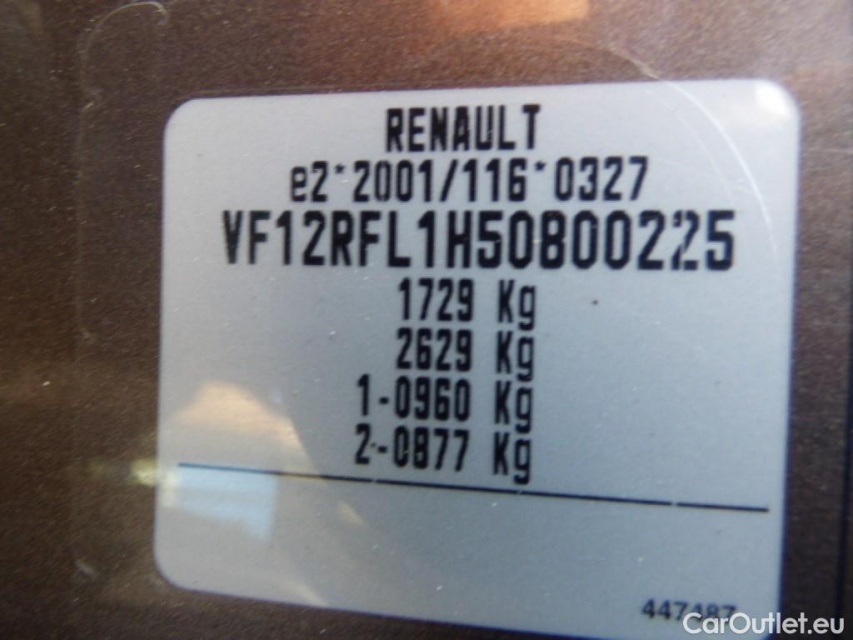 RENAULT
e2*2001/116*0327
VF12RFL1H50800225
1729 Kg
2629 Kg
1-0960 Kg
2-0877 Kg
447487
CarOutlet.eu